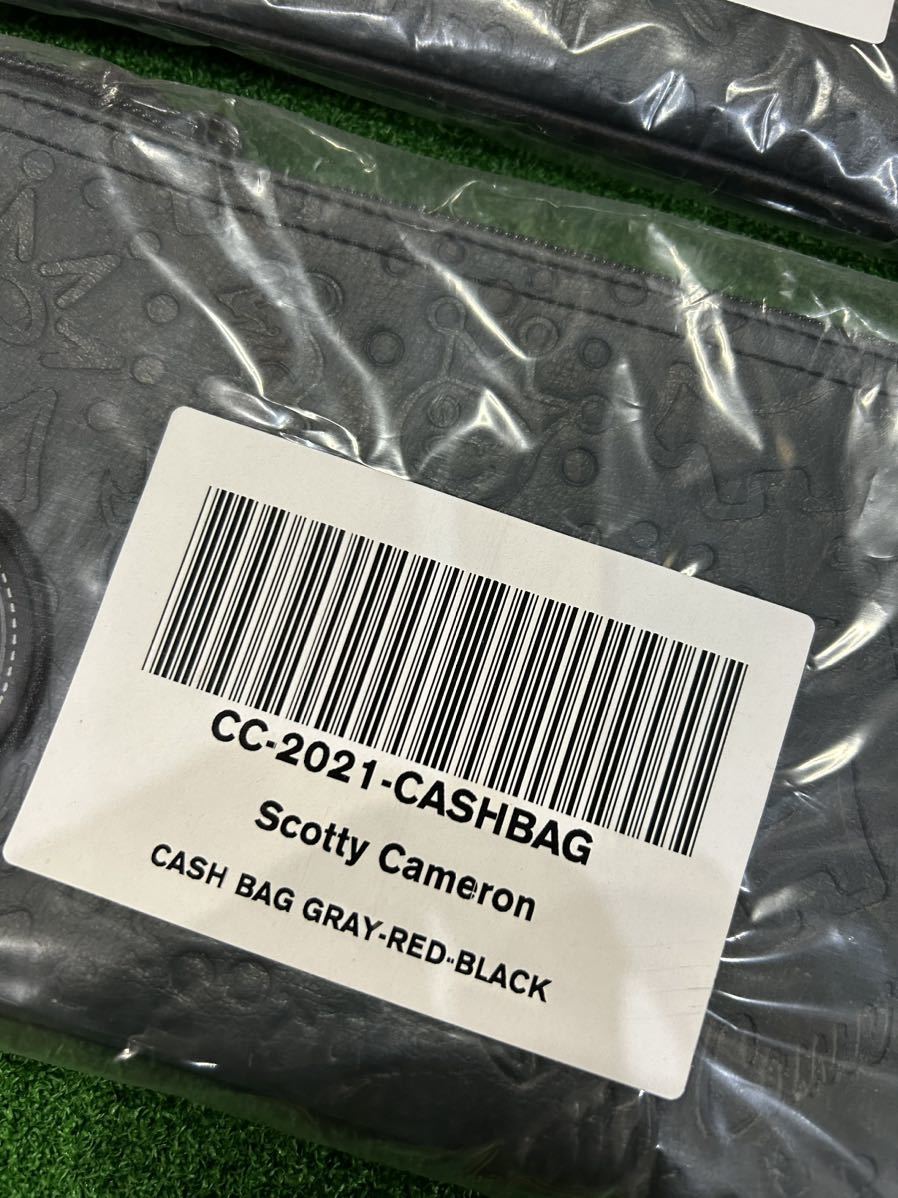 CC-2021-CASHBAG
Scotty Cameron
CASH BAG GRAY-RED-BLACK